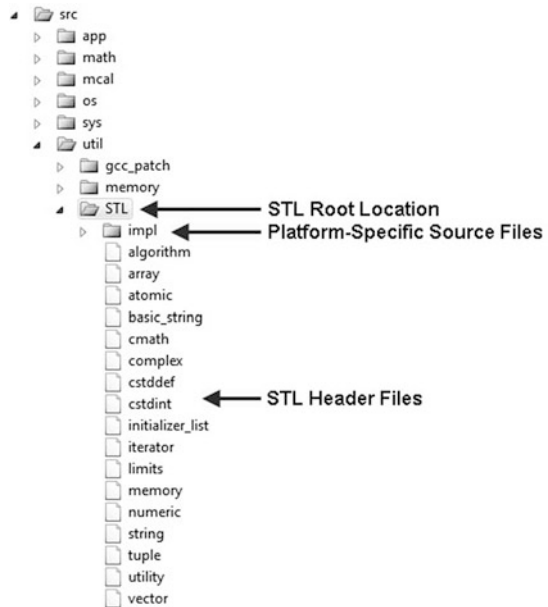 src
app
math
mcal
os
sys
util
gcc_patch
memory
STL STL Root Location
impl Platform-Specific Source Files
algorithm
array
atomic
basic_string
cmath
complex
cstddef
cstdint STL Header Files
initializer_list
iterator
limits
memory
numeric
string
tuple
utility
vector